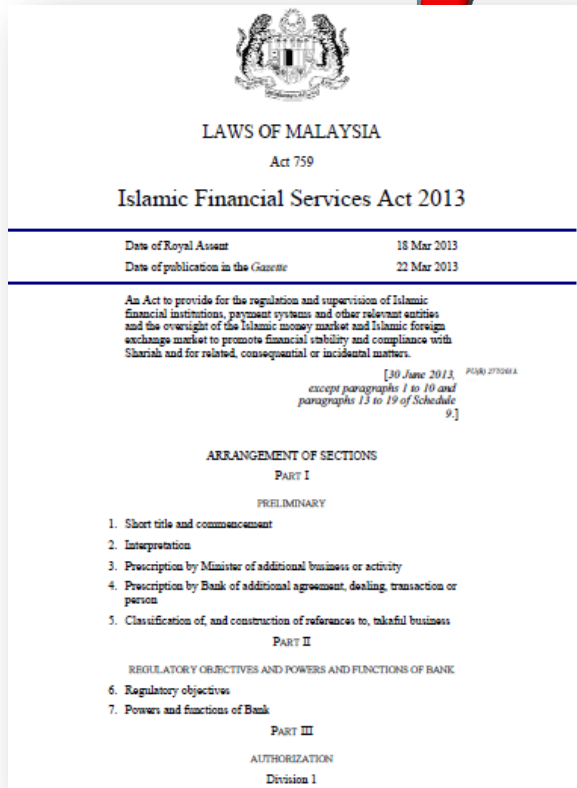 LAWS OF MALAYSIA
Act 759
Islamic Financial Services Act 2013
Date of Royal Assent 18 Mar 2013
Date of publication in the Gazette 22 Mar 2013
An Act to provide for the regulation and supervision of Islamic
financial institutions, payment systems and other relevant entities
and the oversight of the Islamic money market and Islamic foreign
exchange market to promote financial stability and compliance with
Shariah and for related, consequential or incidental matters.
[30 June 2013,
except paragraphs 1 to 10 and
paragraphs 13 to 19 of Schedule
9.]
ARRANGEMENT OF SECTIONS
PART I
PRELIMINARY
1. Short title and commencement
2. Interpretation
3. Prescription by Minister of additional business or activity
4. Prescription by Bank of additional agreement, dealing, transaction or
person
5. Classification of, and construction of references to, takaful business
PART II
REGULATORY OBJECTIVES AND POWERS AND FUNCTIONS OF BANK
6. Regulatory objectives
7. Powers and functions of Bank
PART III
AUTHORIZATION
Division 1